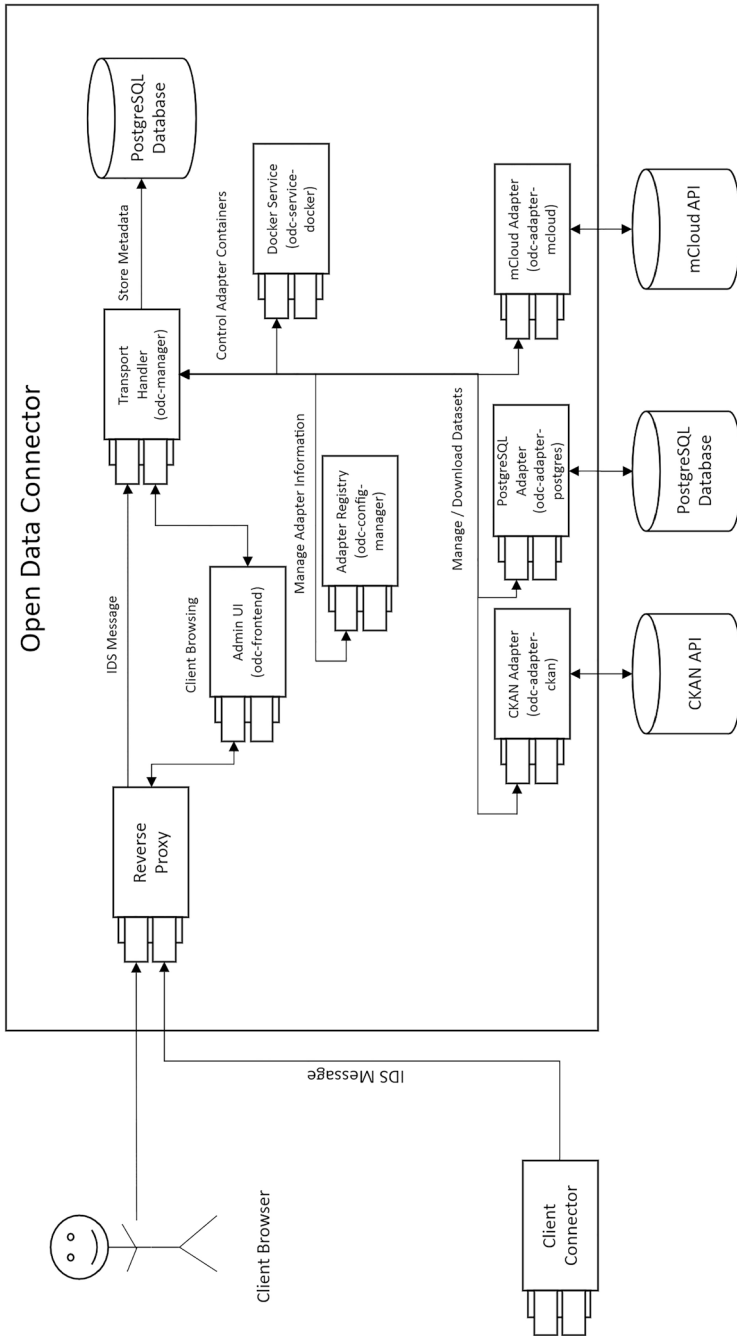 Open Data Connector
Client Browser
IDS Message
Client
Connector
Reverse
Proxy
IDS Message
Client Browsing
Admin UI
(odc-frontend)
Transport
Handler
(odc-manager)
Store Metadata
PostgreSQL
Database
Control Adapter Containers
Docker Service
(odc-service-
docker)
Manage Adapter Information
Adapter Registry
(odc-config-
manager)
Manage / Download Datasets
CKAN Adapter
(odc-adapter-
ckan)
PostgreSQL
Adapter
(odc-adapter-
postgres)
mCloud Adapter
(odc-adapter-
mcloud)
CKAN API
PostgreSQL
Database
mCloud API